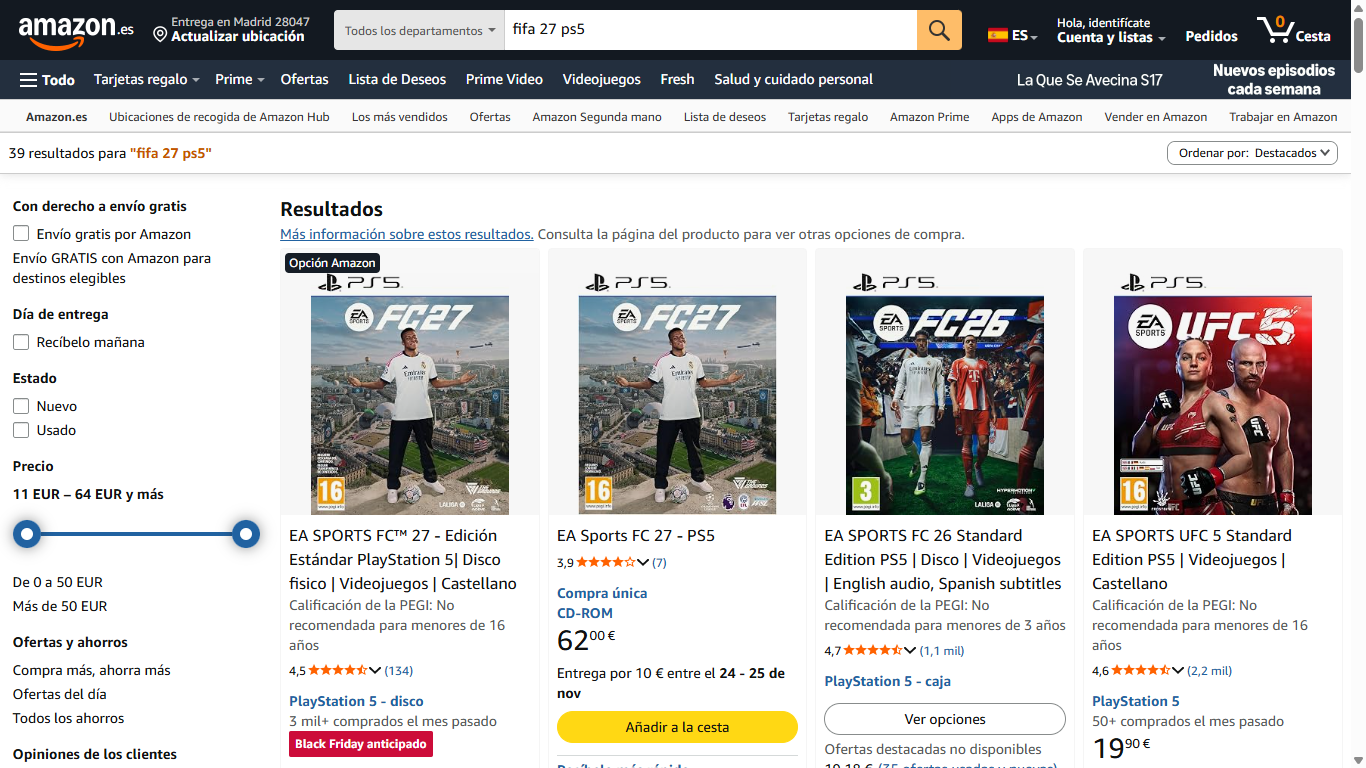 amazon.es
Entrega en Madrid 28047
Actualizar ubicación
Todos los departamentos
fifa 27 ps5
ES
Hola, identifícate
Cuenta y listas
Pedidos
0
Cesta
Todo
Tarjetas regalo
Prime
Ofertas
Lista de Deseos
Prime Video
Videojuegos
Fresh
Salud y cuidado personal
La Que Se Avecina S17
Nuevos episodios
cada semana
Amazon.es
Ubicaciones de recogida de Amazon Hub
Los más vendidos
Ofertas
Amazon Segunda mano
Lista de deseos
Tarjetas regalo
Amazon Prime
Apps de Amazon
Vender en Amazon
Trabajar en Amazon
39 resultados para "fifa 27 ps5"
Ordenar por: Destacados
Con derecho a envío gratis
Envío gratis por Amazon
Envío GRATIS con Amazon para
destinos elegibles
Día de entrega
Recíbelo mañana
Estado
Nuevo
Usado
Precio
11 EUR – 64 EUR y más
De 0 a 50 EUR
Más de 50 EUR
Ofertas y ahorros
Compra más, ahorra más
Ofertas del día
Todos los ahorros
Opiniones de los clientes
Resultados
Más información sobre estos resultados. Consulta la página del producto para ver otras opciones de compra.
Opción Amazon
PS5
EA SPORTS FC27
Emirates
16
LALIGA
EA SPORTS FC™ 27 - Edición
Estándar PlayStation 5| Disco
fisico | Videojuegos | Castellano
Calificación de la PEGI: No
recomendada para menores de 16
años
4,5 (134)
PlayStation 5 - disco
3 mil+ comprados el mes pasado
Black Friday anticipado
PS5
EA SPORTS FC27
Emirates
16
EA Sports FC 27 - PS5
3,9 (7)
Compra única
CD-ROM
62 00 €
Entrega por 10 € entre el 24 - 25 de
nov
Añadir a la cesta
PS5
EA SPORTS FC26
3
HYPERMOTION
LALIGA
EA SPORTS FC 26 Standard
Edition PS5 | Disco | Videojuegos
| English audio, Spanish subtitles
Calificación de la PEGI: No
recomendada para menores de 3 años
4,7 (1,1 mil)
PlayStation 5 - caja
Ver opciones
Ofertas destacadas no disponibles
PS5
EA SPORTS UFC 5
UFC
16
EA SPORTS UFC 5 Standard
Edition PS5 | Videojuegos |
Castellano
Calificación de la PEGI: No
recomendada para menores de 16
años
4,6 (2,2 mil)
PlayStation 5
50+ comprados el mes pasado
19 90 €